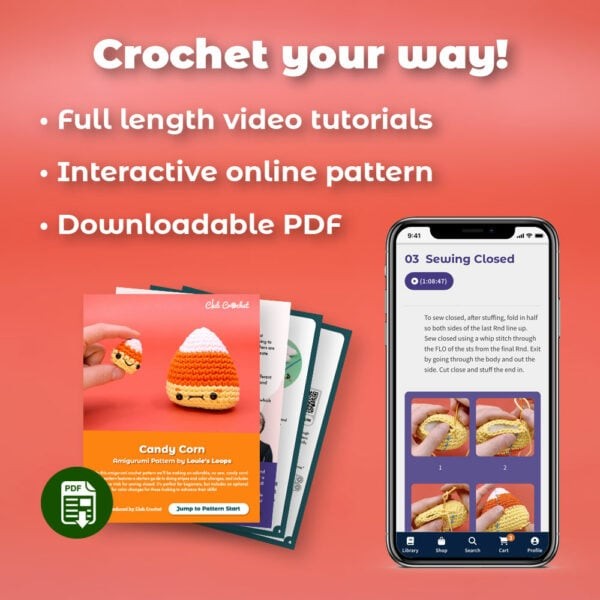 Crochet your way!
• Full length video tutorials
• Interactive online pattern
• Downloadable PDF
9:41
03 Sewing Closed
(1:08:47)
To sew closed, after stuffing, fold in half
so both sides of the last Rnd line up.
Sew closed using a whip stitch through
the FLO of the sts from the final Rnd. Exit
by going through the body and out the
side. Cut close and stuff the end in.
1 2
Library Shop Search Cart Profile
Club Crochet
Candy Corn
Amigurumi Pattern by Louie's Loops
Jump to Pattern Start
PDF